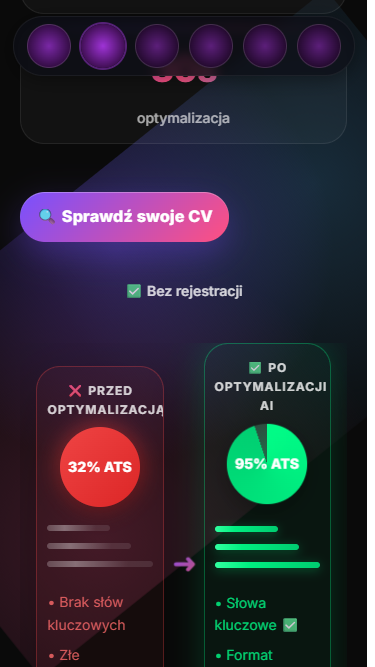 optymalizacja
🔍 Sprawdź swoje CV
✅ Bez rejestracji
❌ PRZED
OPTYMALIZACJĄ
32% ATS
• Brak słów
kluczowych
• Złe
➜
✅ PO
OPTYMALIZACJI
AI
95% ATS
• Słowa
kluczowe ✅
• Format